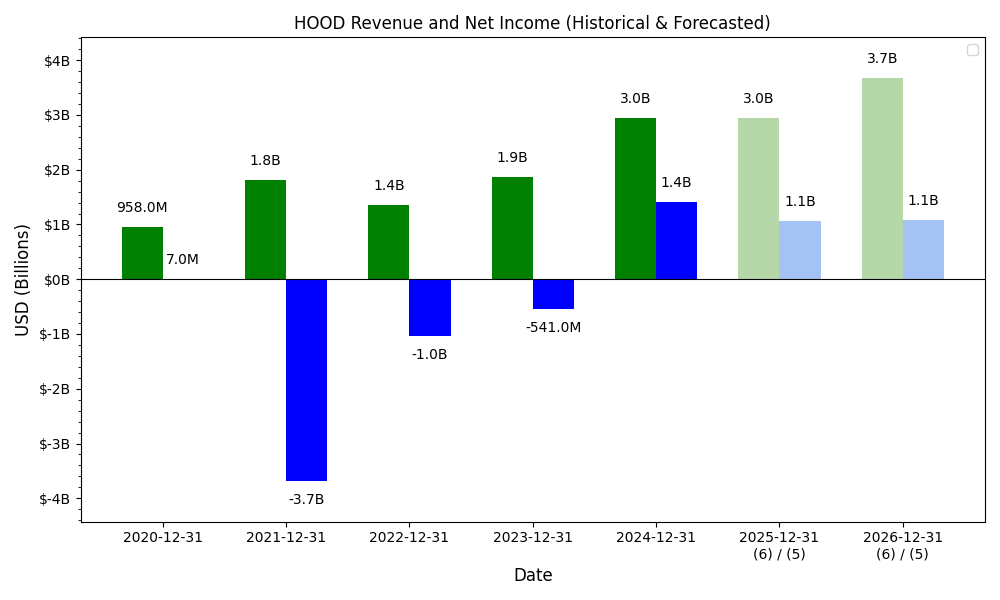 HOOD Revenue and Net Income (Historical & Forecasted)
USD (Billions)
$4B
$3B
$2B
$1B
$0B
$-1B
$-2B
$-3B
$-4B
958.0M
7.0M
1.8B
-3.7B
1.4B
-1.0B
1.9B
-541.0M
3.0B
1.4B
3.0B
1.1B
3.7B
1.1B
2020-12-31
2021-12-31
2022-12-31
2023-12-31
2024-12-31
2025-12-31
(6) / (5)
2026-12-31
(6) / (5)
Date